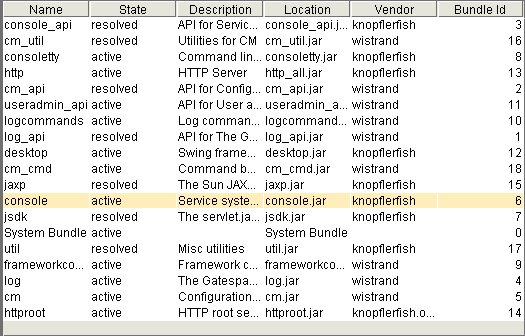 Name State Description Location Vendor Bundle Id
console_api resolved API for Servic... console_api.j... knopflerfish 3
cm_util resolved Utilities for CM cm_util.jar wistrand 16
consoletty active Command lin... consoletty.jar knopflerfish 8
http active HTTP Server http_all.jar knopflerfish 13
cm_api resolved API for Config... cm_api.jar wistrand 2
useradmin_api active API for User a... useradmin_a... wistrand 11
logcommands active Log comman... logcommand... wistrand 10
log_api resolved API for The G... log_api.jar wistrand 1
desktop active Swing frame... desktop.jar knopflerfish 12
cm_cmd active Command bu... cm_cmd.jar wistrand 18
jaxp resolved The Sun JAX... jaxp.jar knopflerfish 15
console active Service syste... console.jar knopflerfish 6
jsdk resolved The servlet.ja... jsdk.jar knopflerfish 7
System Bundle active System Bundle 0
util resolved Misc utilities util.jar knopflerfish 17
frameworkco... active Framework c... frameworkco... wistrand 9
log active The Gatespa... log.jar wistrand 4
cm active Configuration... cm.jar wistrand 5
httproot active HTTP root se... httproot.jar knopflerfish.o... 14